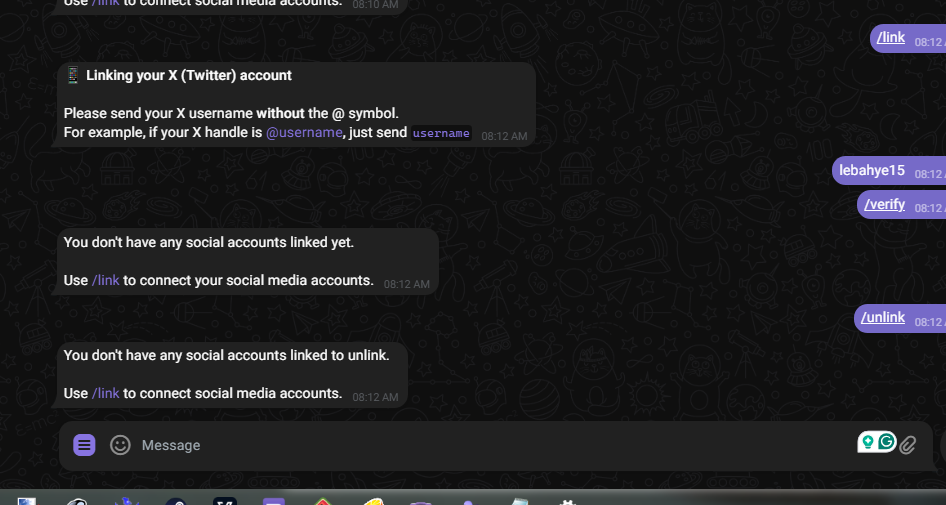 Use /link to connect social media accounts. 08:10 AM
/link 08:12
📱 Linking your X (Twitter) account
Please send your X username without the @ symbol.
For example, if your X handle is @username, just send username 08:12 AM
lebahye15 08:12
/verify 08:12
You don't have any social accounts linked yet.
Use /link to connect your social media accounts. 08:12 AM
/unlink 08:12
You don't have any social accounts linked to unlink.
Use /link to connect social media accounts. 08:12 AM
Message